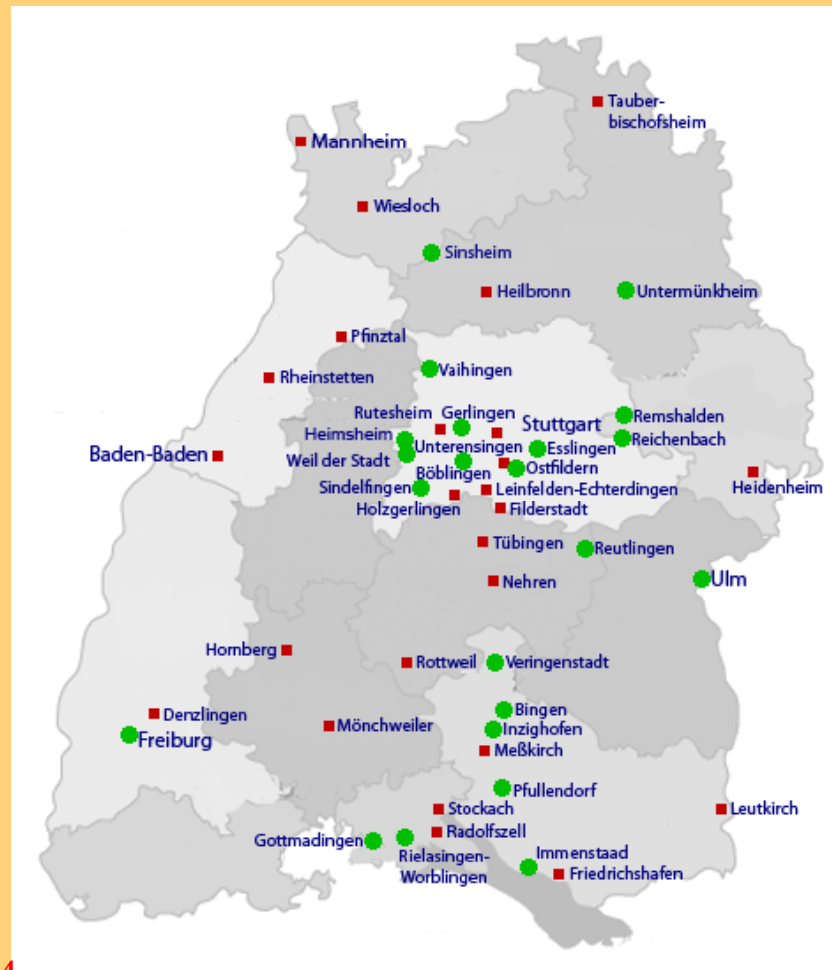 Tauber-
bischofsheim
Mannheim
Wiesloch
Sinsheim
Heilbronn
Untermünkheim
Pfinztal
Vaihingen
Rheinstetten
Rutesheim
Gerlingen
Stuttgart
Remshalden
Heimsheim
Unterensingen
Esslingen
Reichenbach
Baden-Baden
Weil der Stadt
Böblingen
Ostfildern
Heidenheim
Sindelfingen
Leinfelden-Echterdingen
Holzgerlingen
Filderstadt
Tübingen
Reutlingen
Nehren
Ulm
Hornberg
Rottweil
Veringenstadt
Denzlingen
Bingen
Freiburg
Mönchweiler
Inzighofen
Meßkirch
Pfullendorf
Stockach
Leutkirch
Radolfszell
Gottmadingen
Rielasingen-
Worblingen
Immenstaad
Friedrichshafen